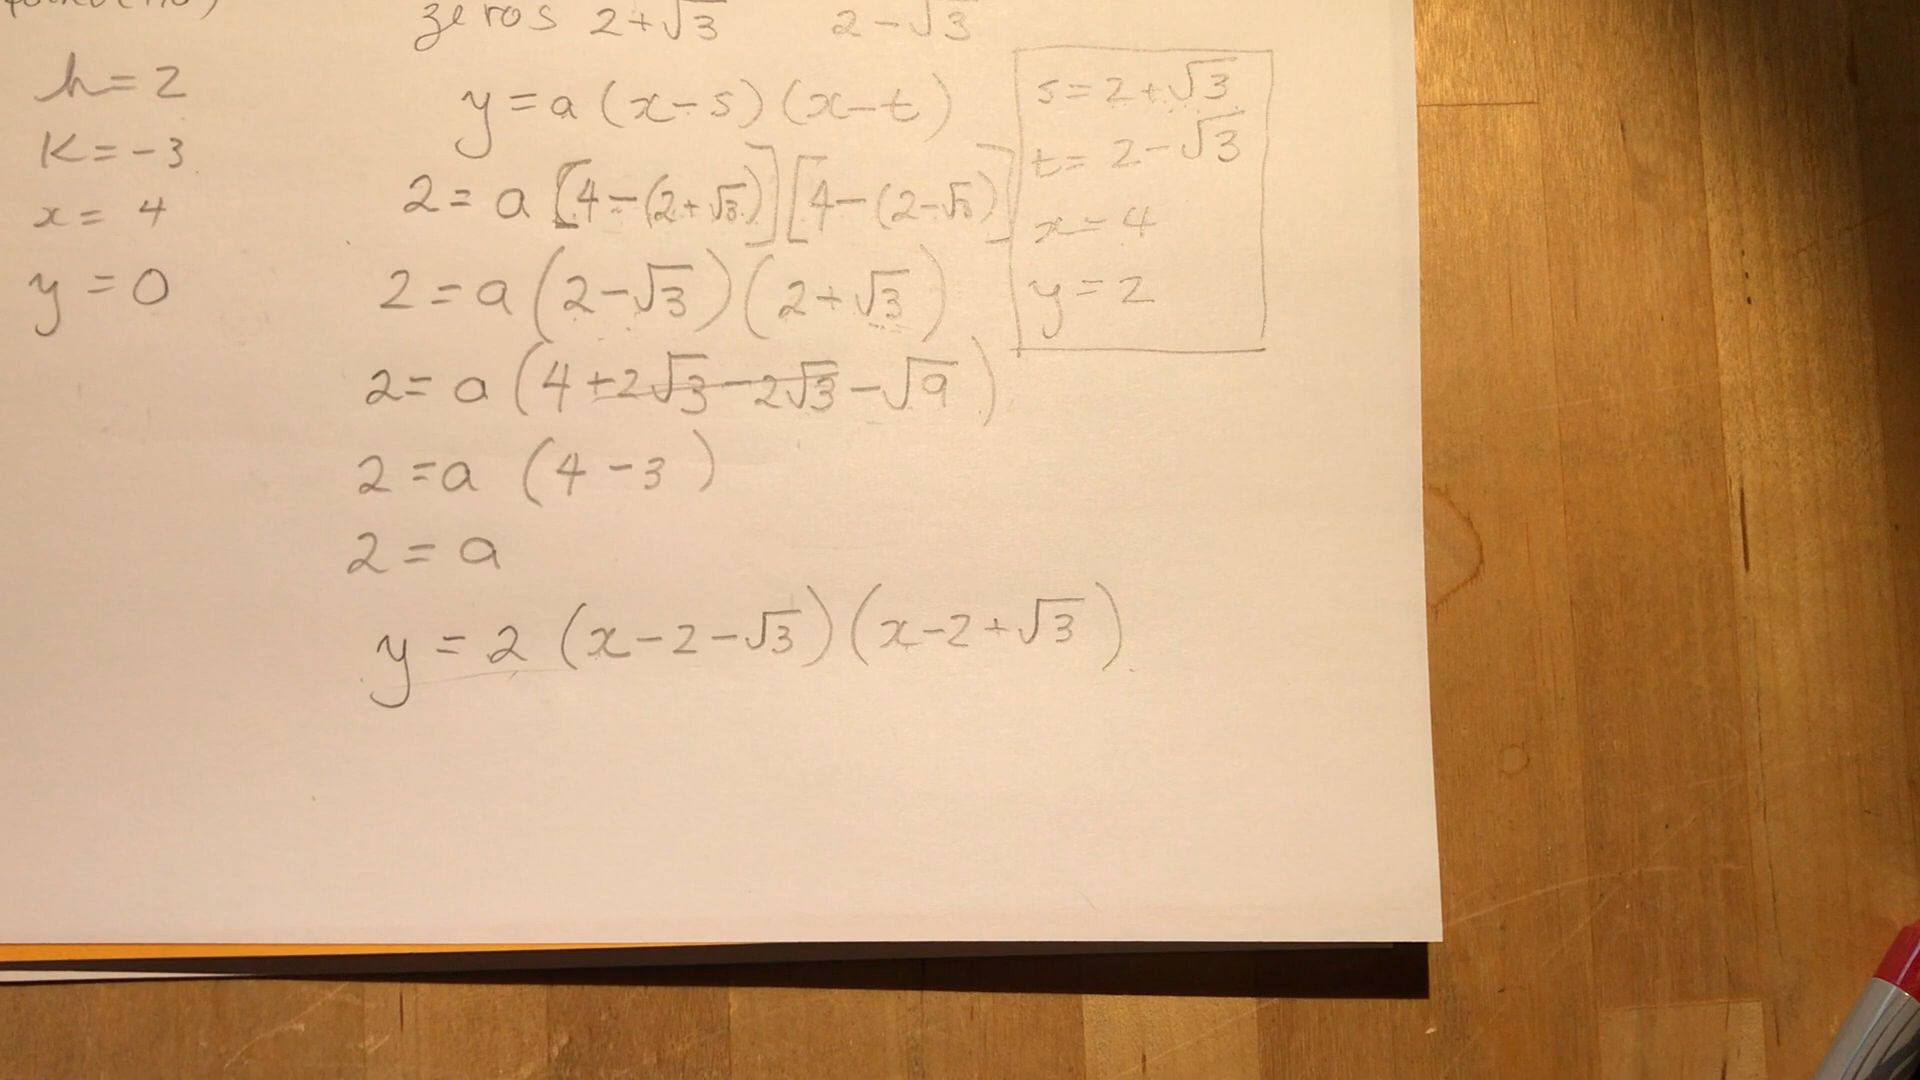 h=2
K=-3
x= 4
y=0
zeros 2+√3 2-√3
y=a(x-s)(x-t)
2=a[4-(2+√3)][4-(2-√3)]
2=a(2-√3)(2+√3)
2=a(4+2√3-2√3-√9)
2=a (4-3)
2=a
y=2(x-2-√3)(x-2+√3)
s=2+√3
t=2-√3
x=4
y=2